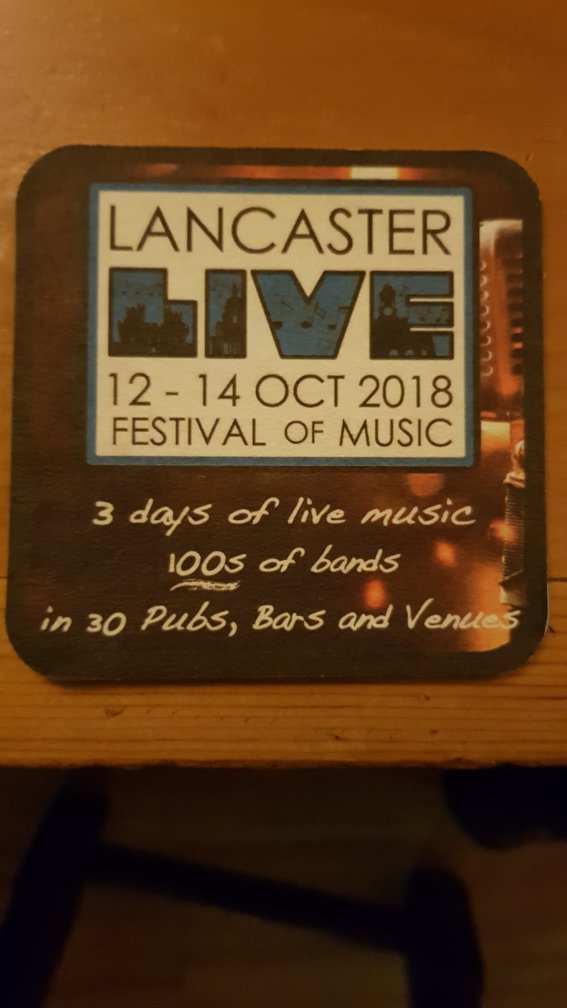 LANCASTER
LIVE
12 - 14 OCT 2018
FESTIVAL OF MUSIC
3 days of live music
100s of bands
in 30 Pubs, Bars and Venues